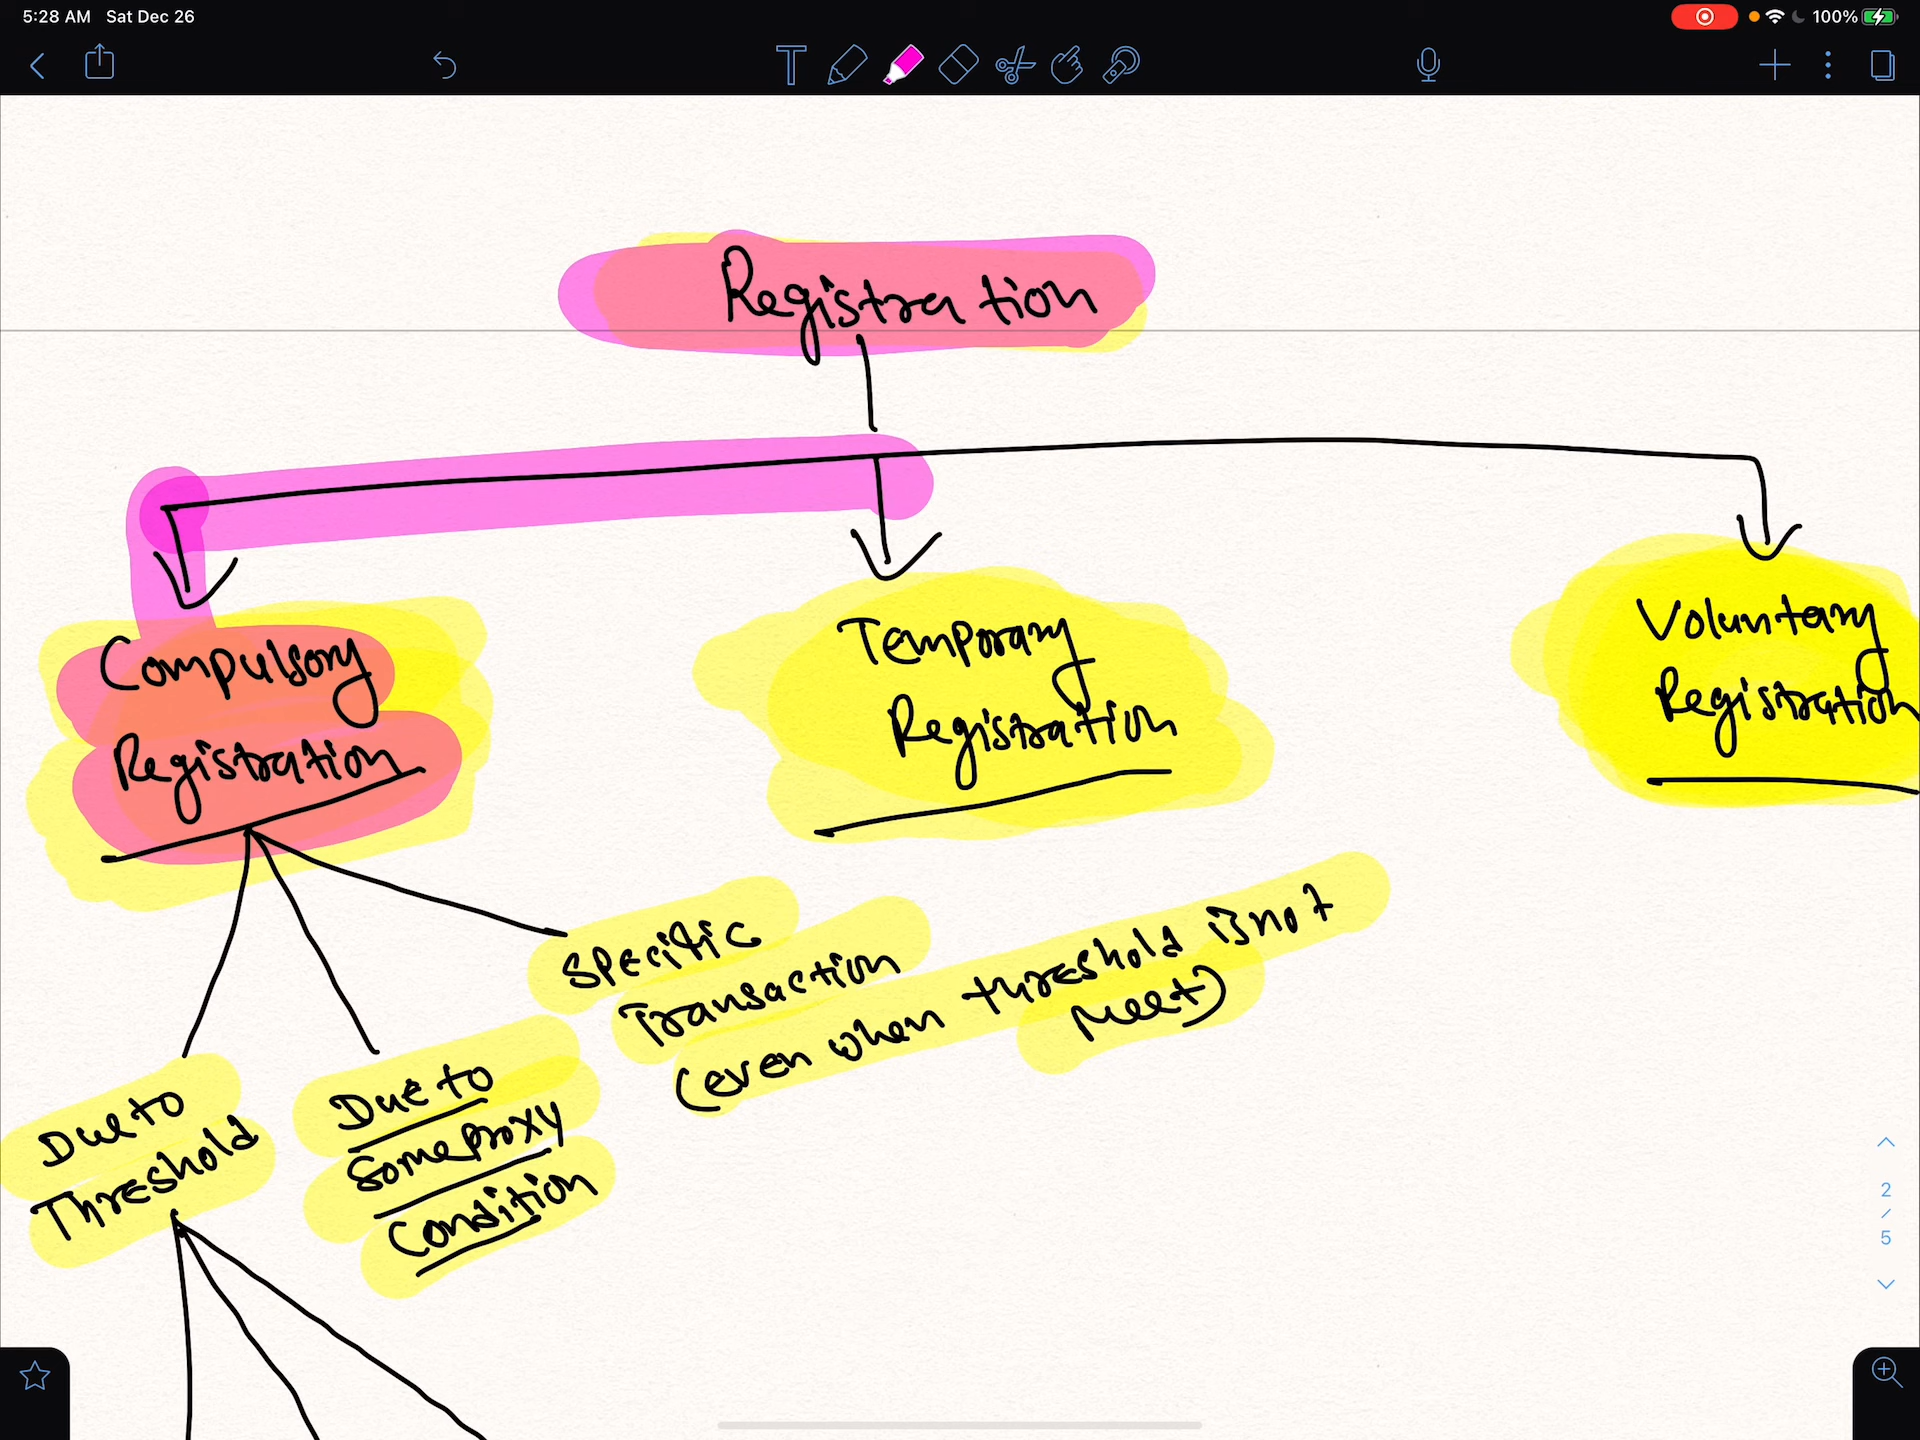 5:28 AM Sat Dec 26
100%
Registration
Compulsory
Registration
Temporary
Registration
Voluntary
Registration
Specific
Transaction
(even when threshold is not
meet)
Due to
Threshold
Due to
Some proxy
Condition
2
5